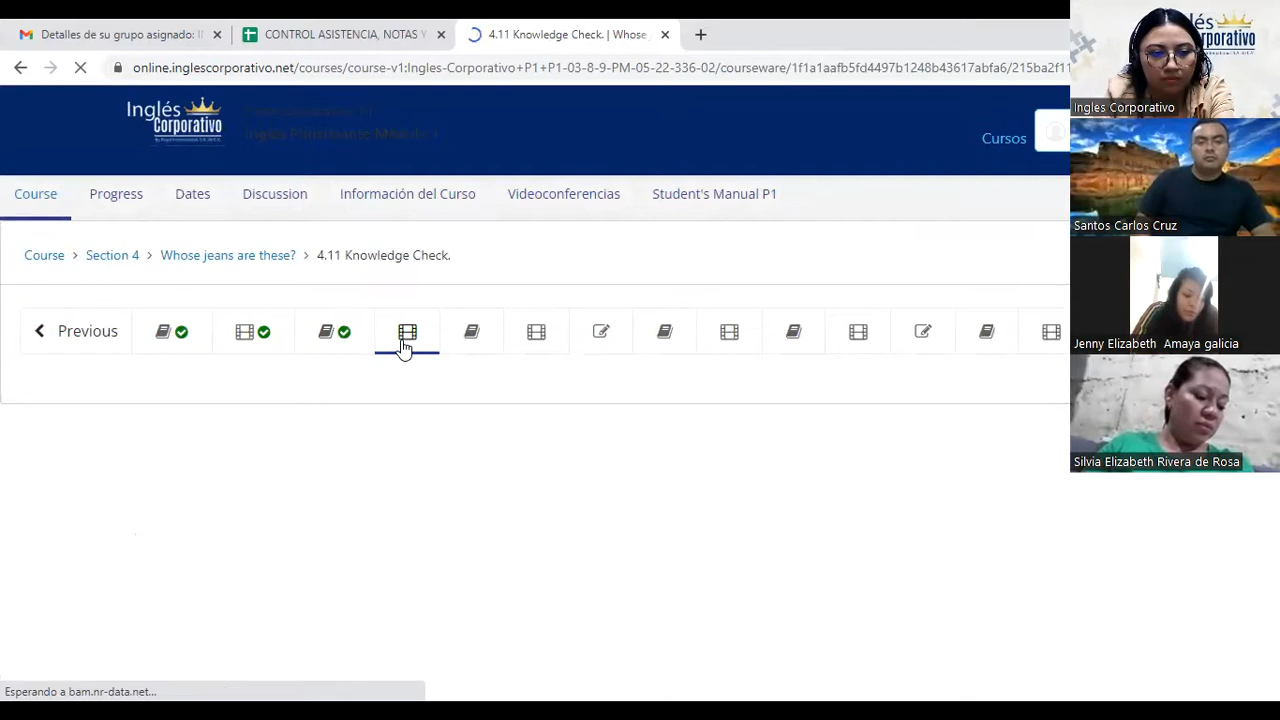 Detalles de su grupo asignado: I
CONTROL ASISTENCIA, NOTAS
4.11 Knowledge Check. | Whose
online.inglescorporativo.net/courses/course-v1:Ingles-Corporativo+P1+P1-03-8-9-PM-05-22-336-02/courseware/1f1a1aafb5fd4497b1248b43617abfa6/215ba2f11
Inglés
Corporativo
Cursos
Course
Progress
Dates
Discussion
Información del Curso
Videoconferencias
Student's Manual P1
Course > Section 4 > Whose jeans are these? > 4.11 Knowledge Check.
Previous
Esperando a bam.nr-data.net...
Ingles Corporativo
Santos Carlos Cruz
Jenny Elizabeth Amaya galicia
Silvia Elizabeth Rivera de Rosa